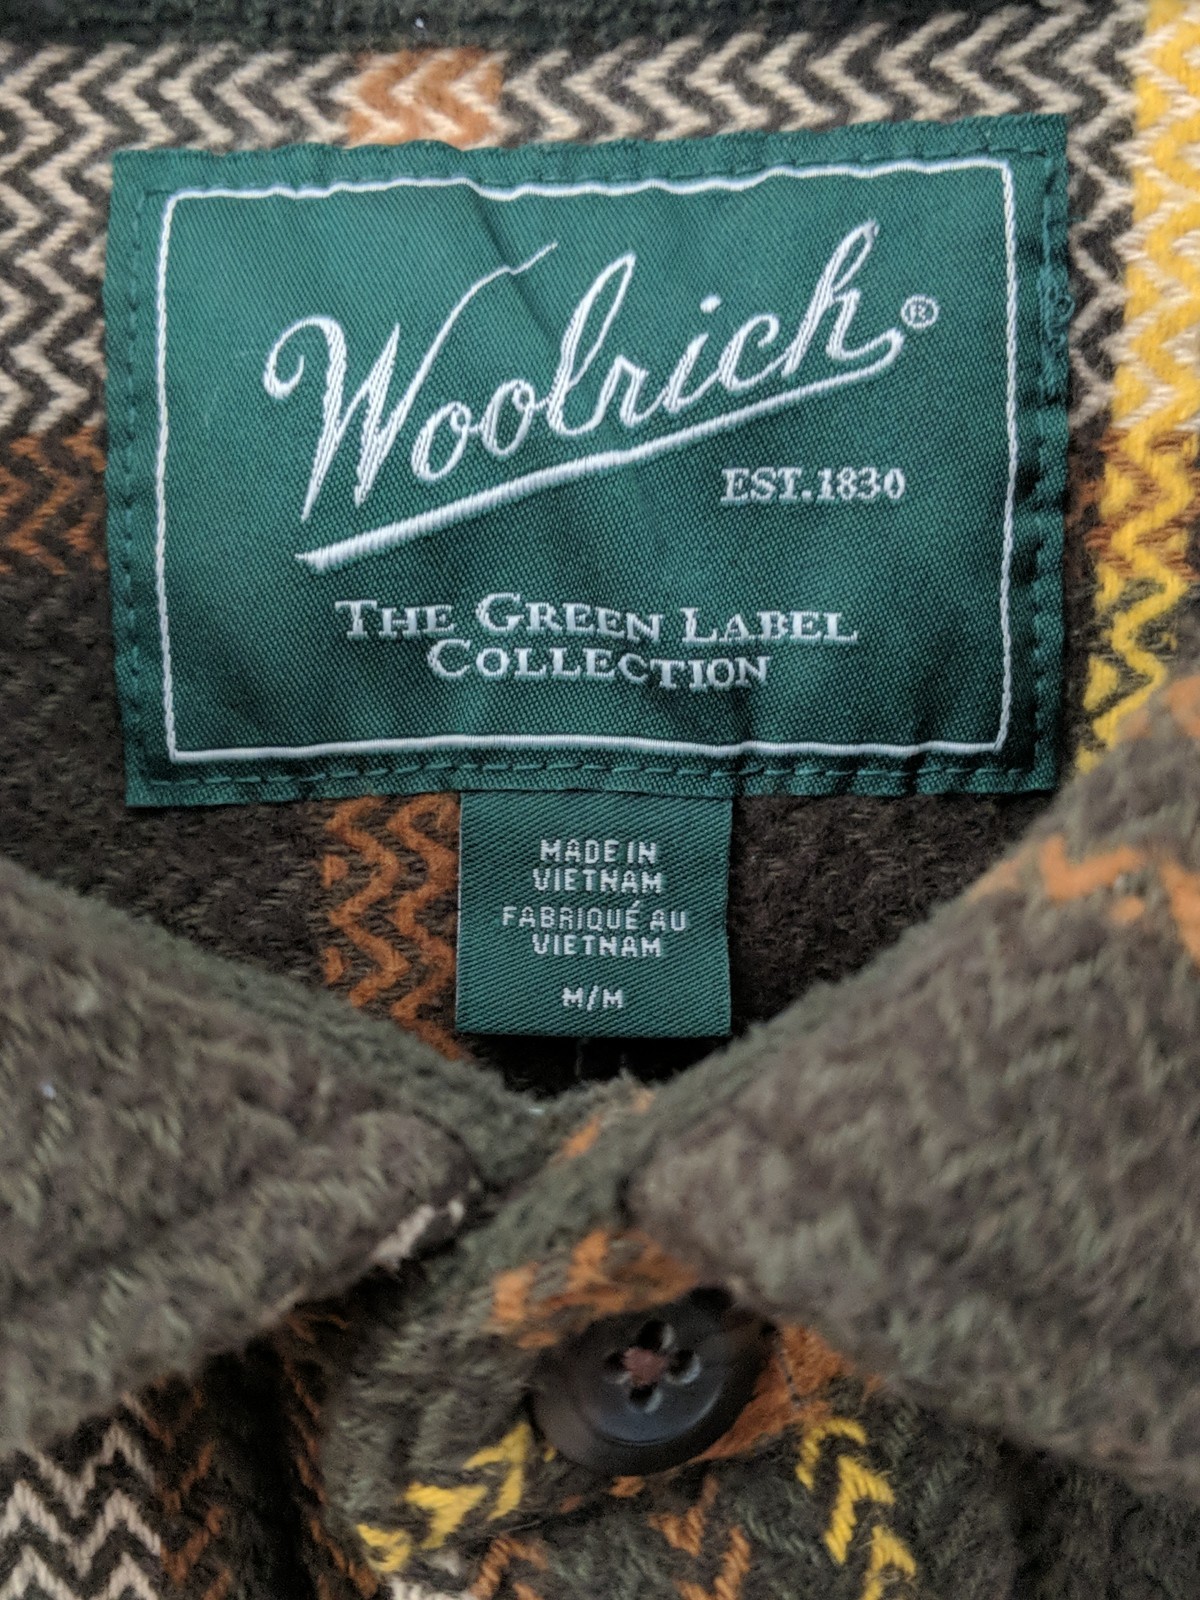 Woolrich®
EST.1830
THE GREEN LABEL
COLLECTION
MADE IN
VIETNAM
FABRIQUÉ AU
VIETNAM
M/M